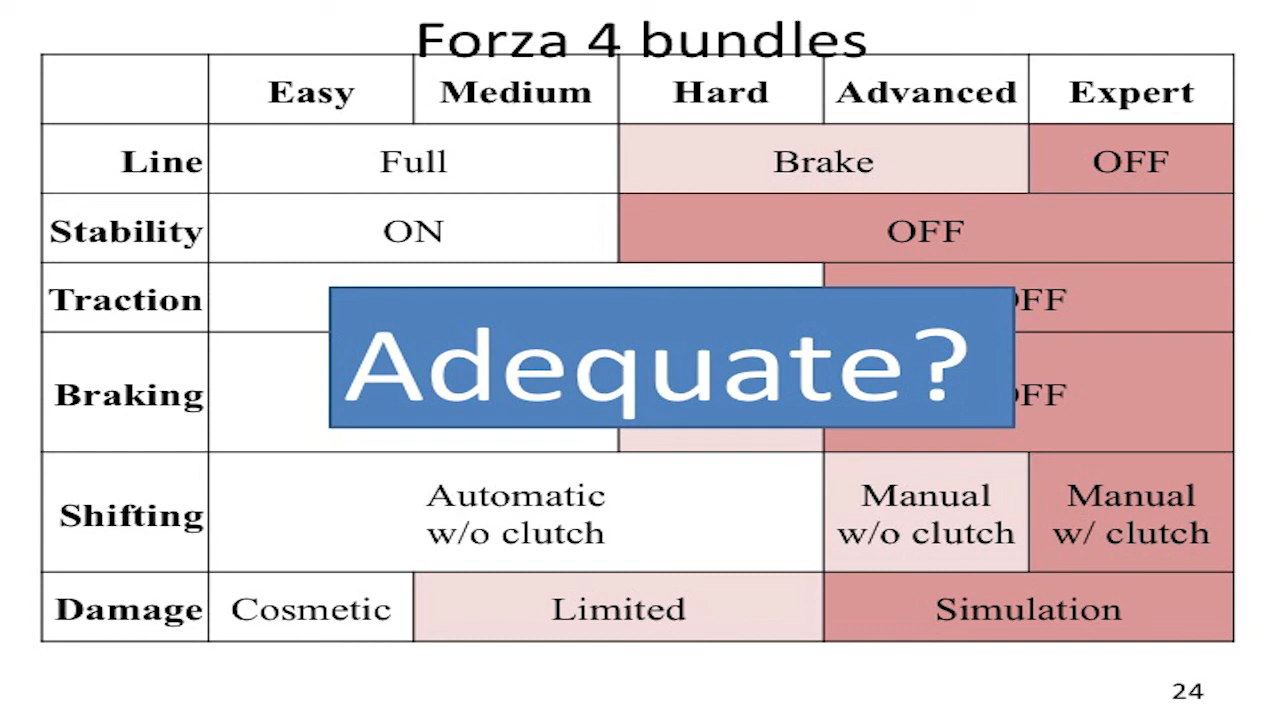 Forza 4 bundles
Easy Medium Hard Advanced Expert
Line Full Brake OFF
Stability ON OFF
Traction
Adequate?
Braking
Shifting Automatic Manual Manual
w/o clutch w/o clutch w/ clutch
Damage Cosmetic Limited Simulation
24